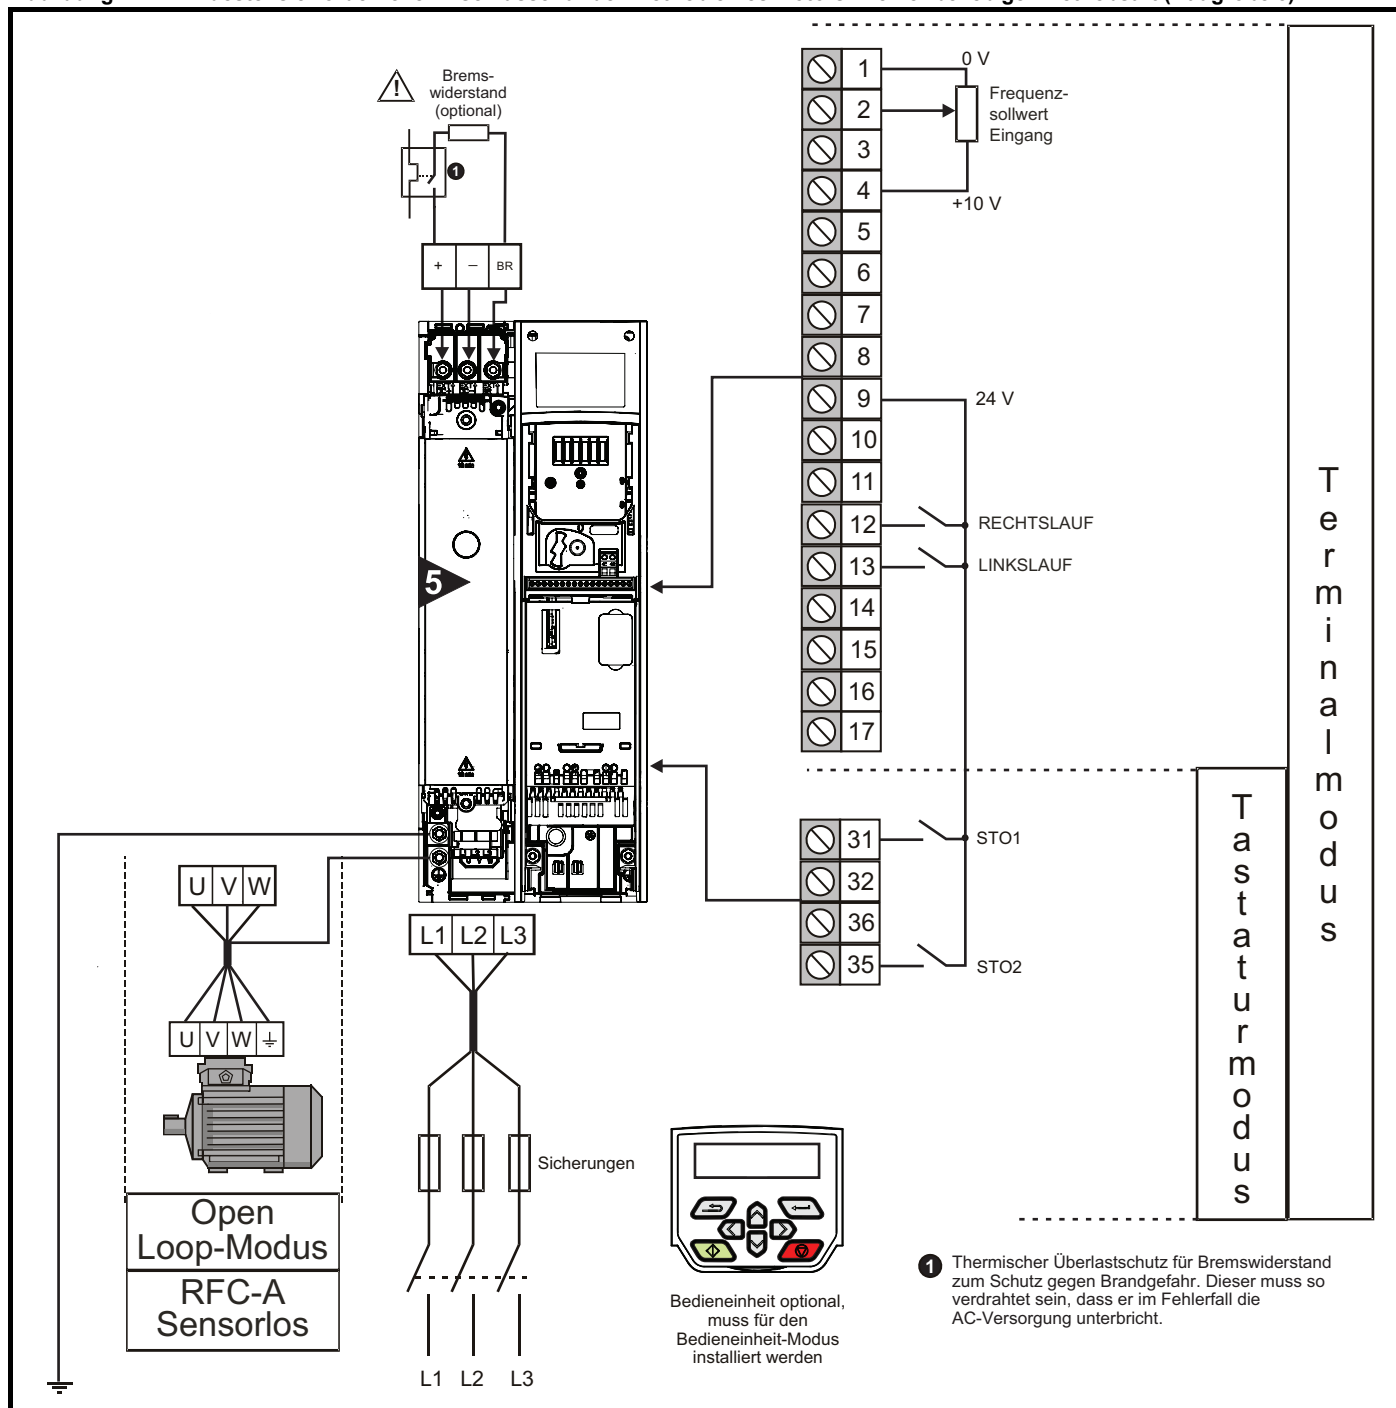 Brems-
widerstand
(optional)
1
+
–
BR
5
U V W
U V W
L1 L2 L3
Sicherungen
L1 L2 L3
Open
Loop-Modus
RFC-A
Sensorlos
Bedieneinheit optional,
muss für den
Bedieneinheit-Modus
installiert werden
1
2
3
4
5
6
7
8
9
10
11
12
13
14
15
16
17
0 V
Frequenz-
sollwert
Eingang
+10 V
24 V
RECHTSLAUF
LINKSLAUF
31
32
36
35
STO1
STO2
Terminalmodus
Tastaturmodus
1 Thermischer Überlastschutz für Bremswiderstand
zum Schutz gegen Brandgefahr. Dieser muss so
verdrahtet sein, dass er im Fehlerfall die
AC-Versorgung unterbricht.